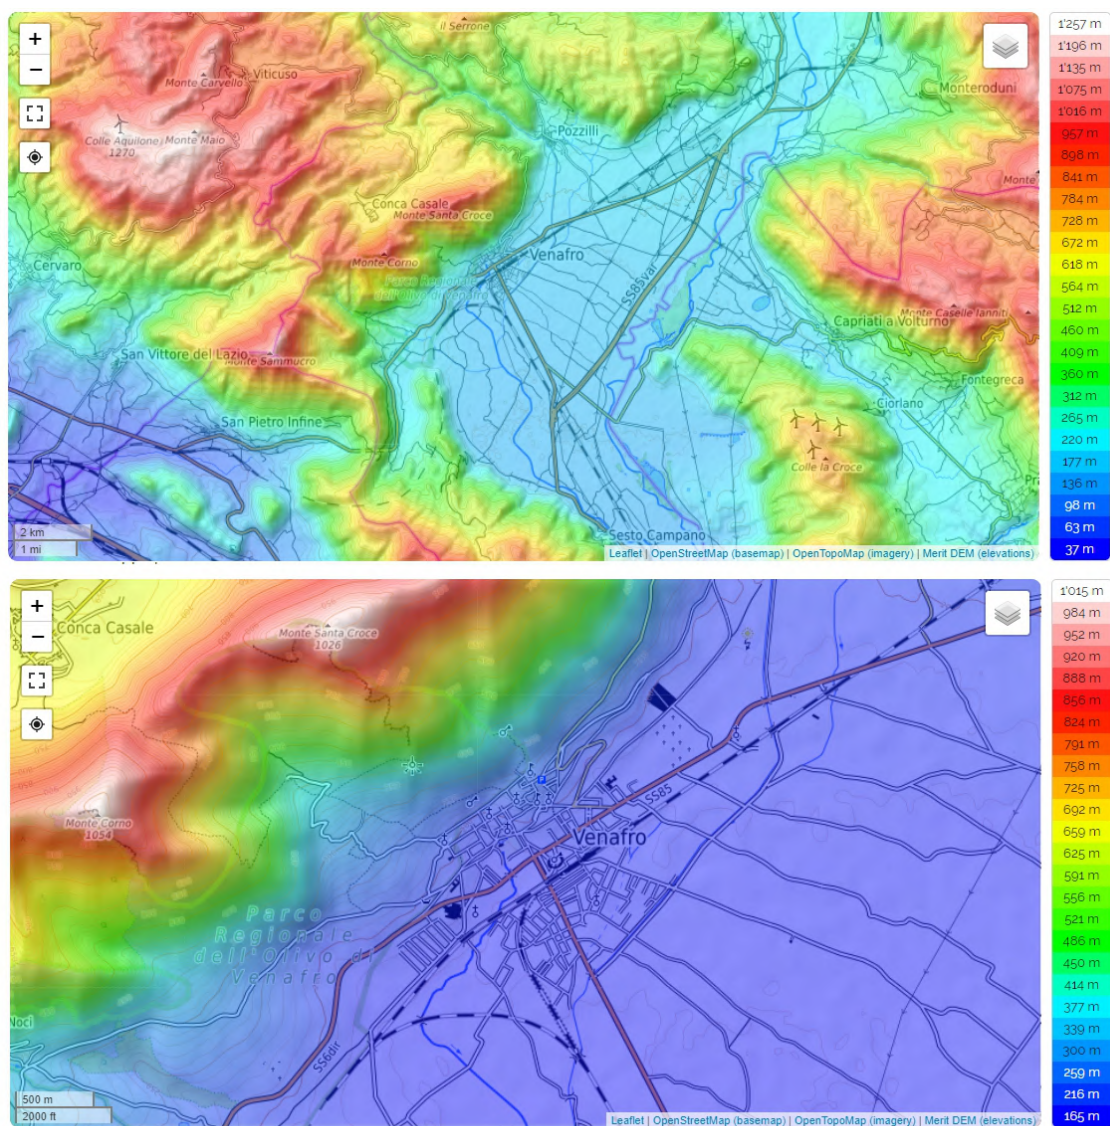 +
−
il Serrone
Monte Carvello
Viticuso
Colle Aquilone
1270
Monte Maio
Pozzilli
Monteroduni
Monte
Conca Casale
Monte Santa Croce
Cervaro
Monte Corno
Venafro
Parco Regionale
dell'Olivo di Venafro
SS85var
San Vittore del Lazio
Monte Sammucro
Monte Caselle Ianniti
Capriati a Volturno
Fontegreca
San Pietro Infine
Ciorlano
Colle la Croce
Pra
Sesto Campano
2 km
1 mi
Leaflet | OpenStreetMap (basemap) | OpenTopoMap (imagery) | Merit DEM (elevations)
1'257 m
1'196 m
1'135 m
1'075 m
1'016 m
957 m
898 m
841 m
784 m
728 m
672 m
618 m
564 m
512 m
460 m
409 m
360 m
312 m
265 m
220 m
177 m
136 m
98 m
63 m
37 m
+
−
Conca Casale
Monte Santa Croce
1026
Monte Corno
1054
SS85
Venafro
Parco
Regionale
dell'Olivo di
Venafro
Noci
SS6dir
500 m
2000 ft
Leaflet | OpenStreetMap (basemap) | OpenTopoMap (imagery) | Merit DEM (elevations)
1'015 m
984 m
952 m
920 m
888 m
856 m
824 m
791 m
758 m
725 m
692 m
659 m
625 m
591 m
556 m
521 m
486 m
450 m
414 m
377 m
339 m
300 m
259 m
216 m
165 m